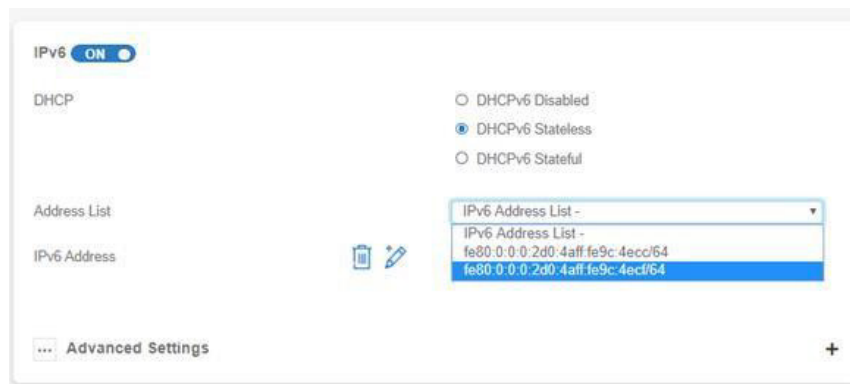 IPv6 ON
DHCP
DHCPv6 Disabled
DHCPv6 Stateless
DHCPv6 Stateful
Address List
IPv6 Address List -
IPv6 Address List -
fe80:0:0:0:2d0:4aff:fe9c:4ecc/64
IPv6 Address
fe80:0:0:0:2d0:4aff:fe9c:4ecf/64
... Advanced Settings +